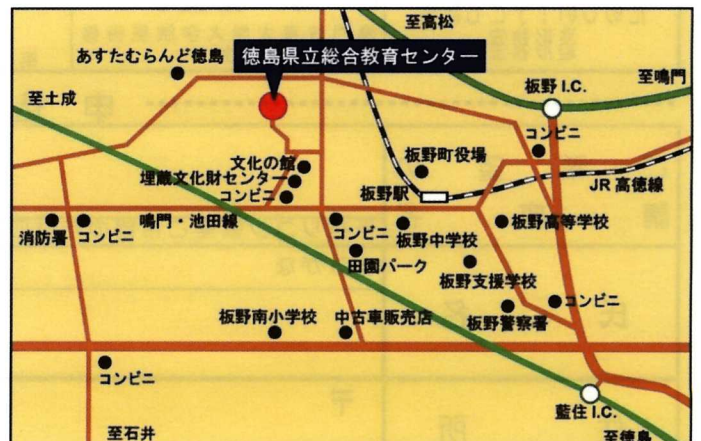 至高松
あすたむらんど徳島
徳島県立総合教育センター
板野 I.C.
至鳴門
至土成
コンビニ
板野町役場
文化の館
埋蔵文化財センター
コンビニ
板野駅
JR 高徳線
消防署
コンビニ
鳴門・池田線
コンビニ
板野中学校
板野高等学校
田園パーク
板野支援学校
コンビニ
板野南小学校
中古車販売店
板野警察署
コンビニ
藍住 I.C.
至石井
至徳島